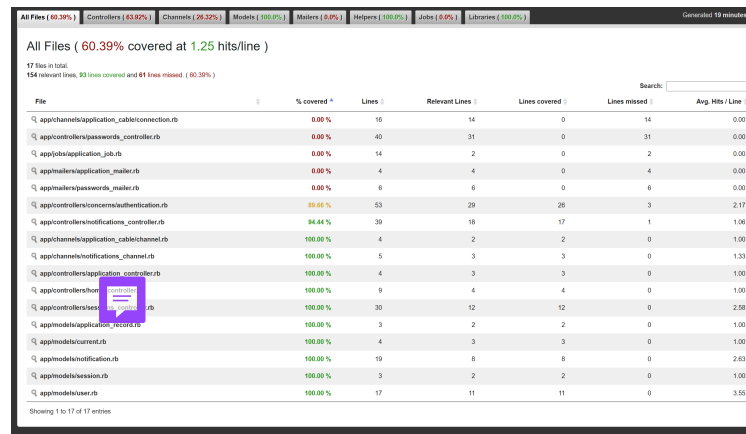 All Files ( 60.39% ) Controllers ( 63.92% ) Channels ( 26.32% ) Models ( 100.0% ) Mailers ( 0.0% ) Helpers ( 100.0% ) Jobs ( 0.0% ) Libraries ( 100.0% ) Generated 19 minutes
All Files ( 60.39% covered at 1.25 hits/line )
17 files in total.
154 relevant lines, 93 lines covered and 61 lines missed. ( 60.39% )
Search:
File % covered Lines Relevant Lines Lines covered Lines missed Avg. Hits / Line
app/channels/application_cable/connection.rb 0.00 % 16 14 0 14 0.00
app/controllers/passwords_controller.rb 0.00 % 40 31 0 31 0.00
app/jobs/application_job.rb 0.00 % 14 2 0 2 0.00
app/mailers/application_mailer.rb 0.00 % 4 4 0 4 0.00
app/mailers/passwords_mailer.rb 0.00 % 6 6 0 6 0.00
app/controllers/concerns/authentication.rb 53 29 26 3 2.17
app/controllers/notifications_controller.rb 94.44 % 39 18 17 1 1.06
app/channels/application_cable/channel.rb 100.00 % 4 2 2 0 1.00
app/channels/notifications_channel.rb 100.00 % 5 3 3 0 1.33
app/controllers/application_controller.rb 100.00 % 4 3 3 0 1.00
app/controllers/home_controller 100.00 % 9 4 4 0 1.00
app/controllers/sessions_controller.rb 100.00 % 30 12 12 0 2.58
app/models/application_record.rb 100.00 % 3 2 2 0 1.00
app/models/current.rb 100.00 % 4 3 3 0 1.00
app/models/notification.rb 100.00 % 19 8 8 0 2.63
app/models/session.rb 100.00 % 3 2 2 0 1.00
app/models/user.rb 100.00 % 17 11 11 0 3.55
Showing 1 to 17 of 17 entries